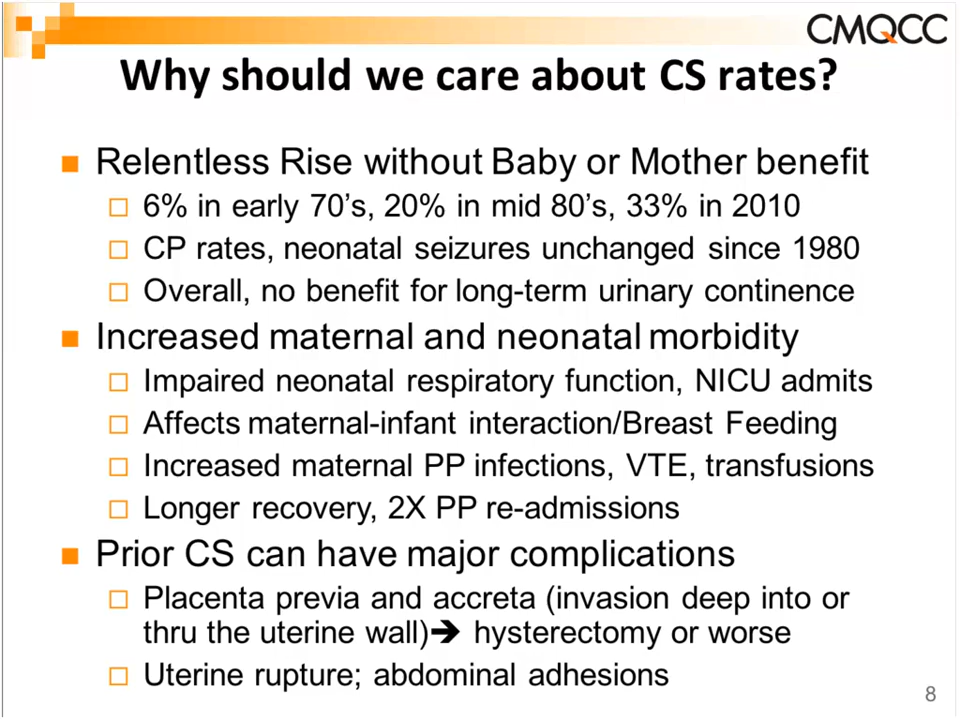 CMQCC
Why should we care about CS rates?
Relentless Rise without Baby or Mother benefit
6% in early 70's, 20% in mid 80's, 33% in 2010
CP rates, neonatal seizures unchanged since 1980
Overall, no benefit for long-term urinary continence
Increased maternal and neonatal morbidity
Impaired neonatal respiratory function, NICU admits
Affects maternal-infant interaction/Breast Feeding
Increased maternal PP infections, VTE, transfusions
Longer recovery, 2X PP re-admissions
Prior CS can have major complications
Placenta previa and accreta (invasion deep into or
thru the uterine wall)➔ hysterectomy or worse
Uterine rupture; abdominal adhesions
8